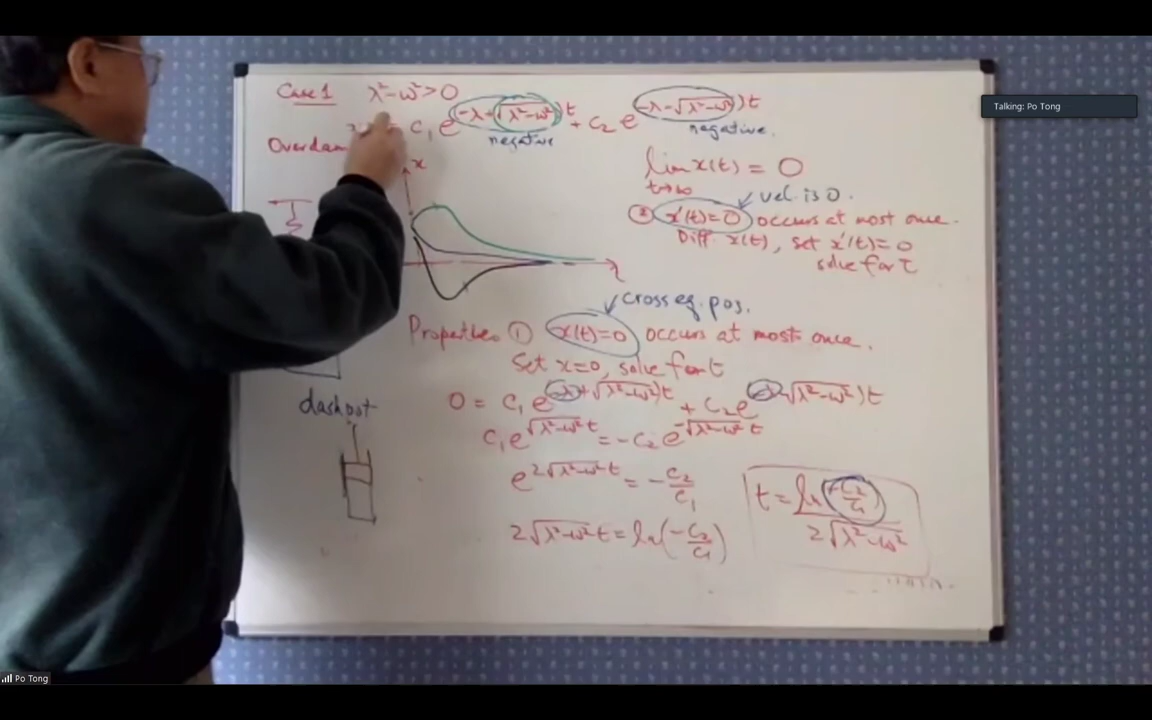 Case 1 λ²-ω²>0
c₁e^(-λ+√λ²-ω²)t + c₂e^(-λ-√λ²-ω²)t
negative
negative.
Overdam
x
lim x(t) = 0
t→∞
vel. is 0.
② x'(t)=0 occurs at most once.
Diff. x(t), set x'(t)=0
solve for t
t
cross eq. pos.
Properties ① x(t)=0 occurs at most once.
Set x=0, solve for t
0 = c₁e^(-λ+√λ²-ω²)t + c₂e^(-λ-√λ²-ω²)t
c₁e^√λ²-ω² t = -c₂e^-√λ²-ω² t
e^2√λ²-ω² t = -c₂/c₁
2√λ²-ω² t = ln(-c₂/c₁)
t = ln(-c₂/c₁)/2√λ²-ω²
dashpot
Talking: Po Tong
Po Tong